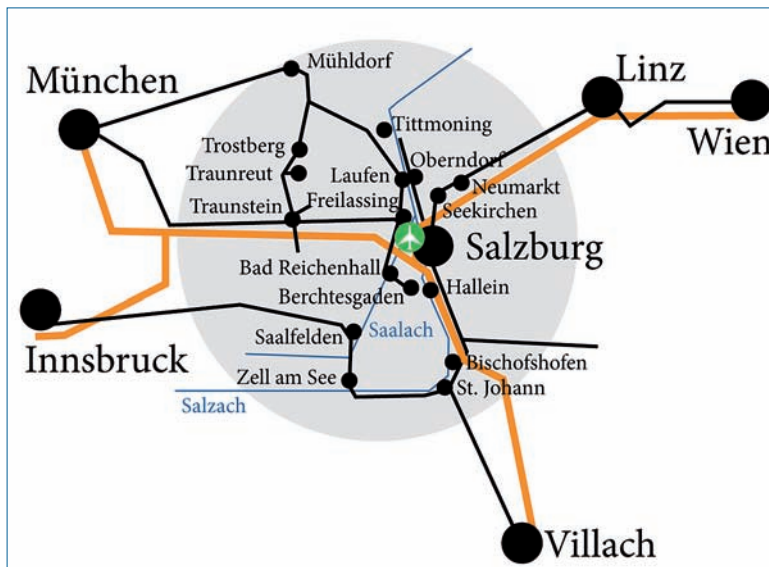 Mühldorf
München
Linz
Wien
Tittmoning
Trostberg
Oberndorf
Laufen
Traunreut
Neumarkt
Freilassing
Traunstein
Seekirchen
Salzburg
Bad Reichenhall
Hallein
Berchtesgaden
Saalach
Saalfelden
Innsbruck
Bischofshofen
Zell am See
St. Johann
Salzach
Villach